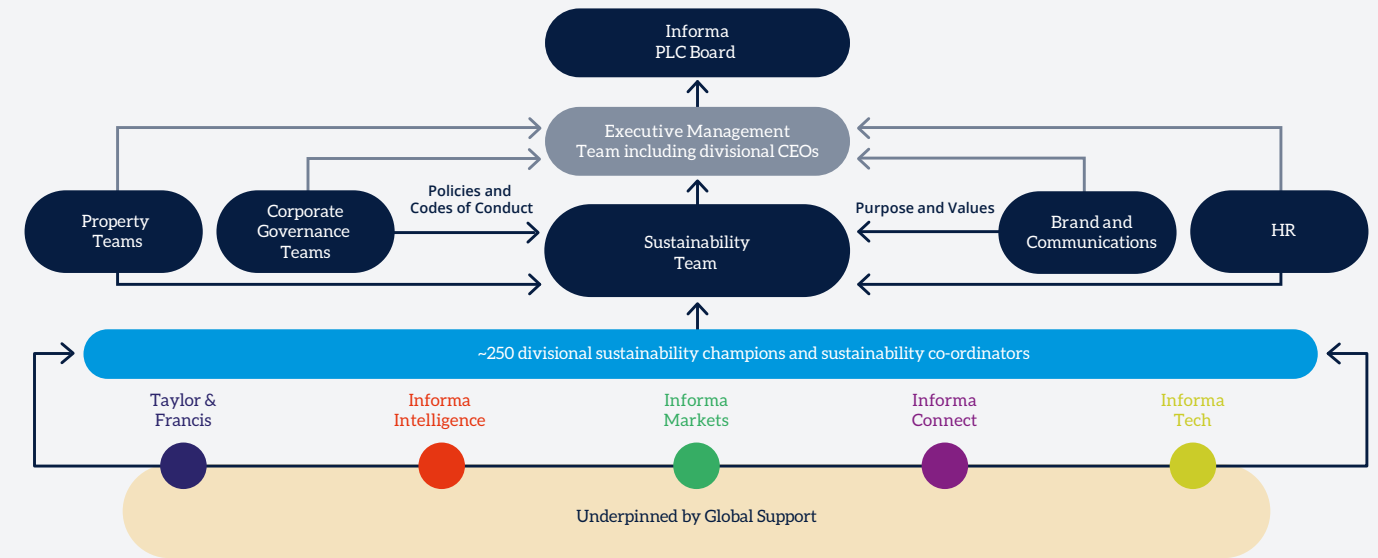 Informa
PLC Board
Executive Management
Team including divisional CEOs
Policies and
Codes of Conduct
Purpose and Values
Property
Teams
Corporate
Governance
Teams
Sustainability
Team
Brand and
Communications
HR
~250 divisional sustainability champions and sustainability co-ordinators
Taylor &
Francis
Informa
Intelligence
Informa
Markets
Informa
Connect
Informa
Tech
Underpinned by Global Support